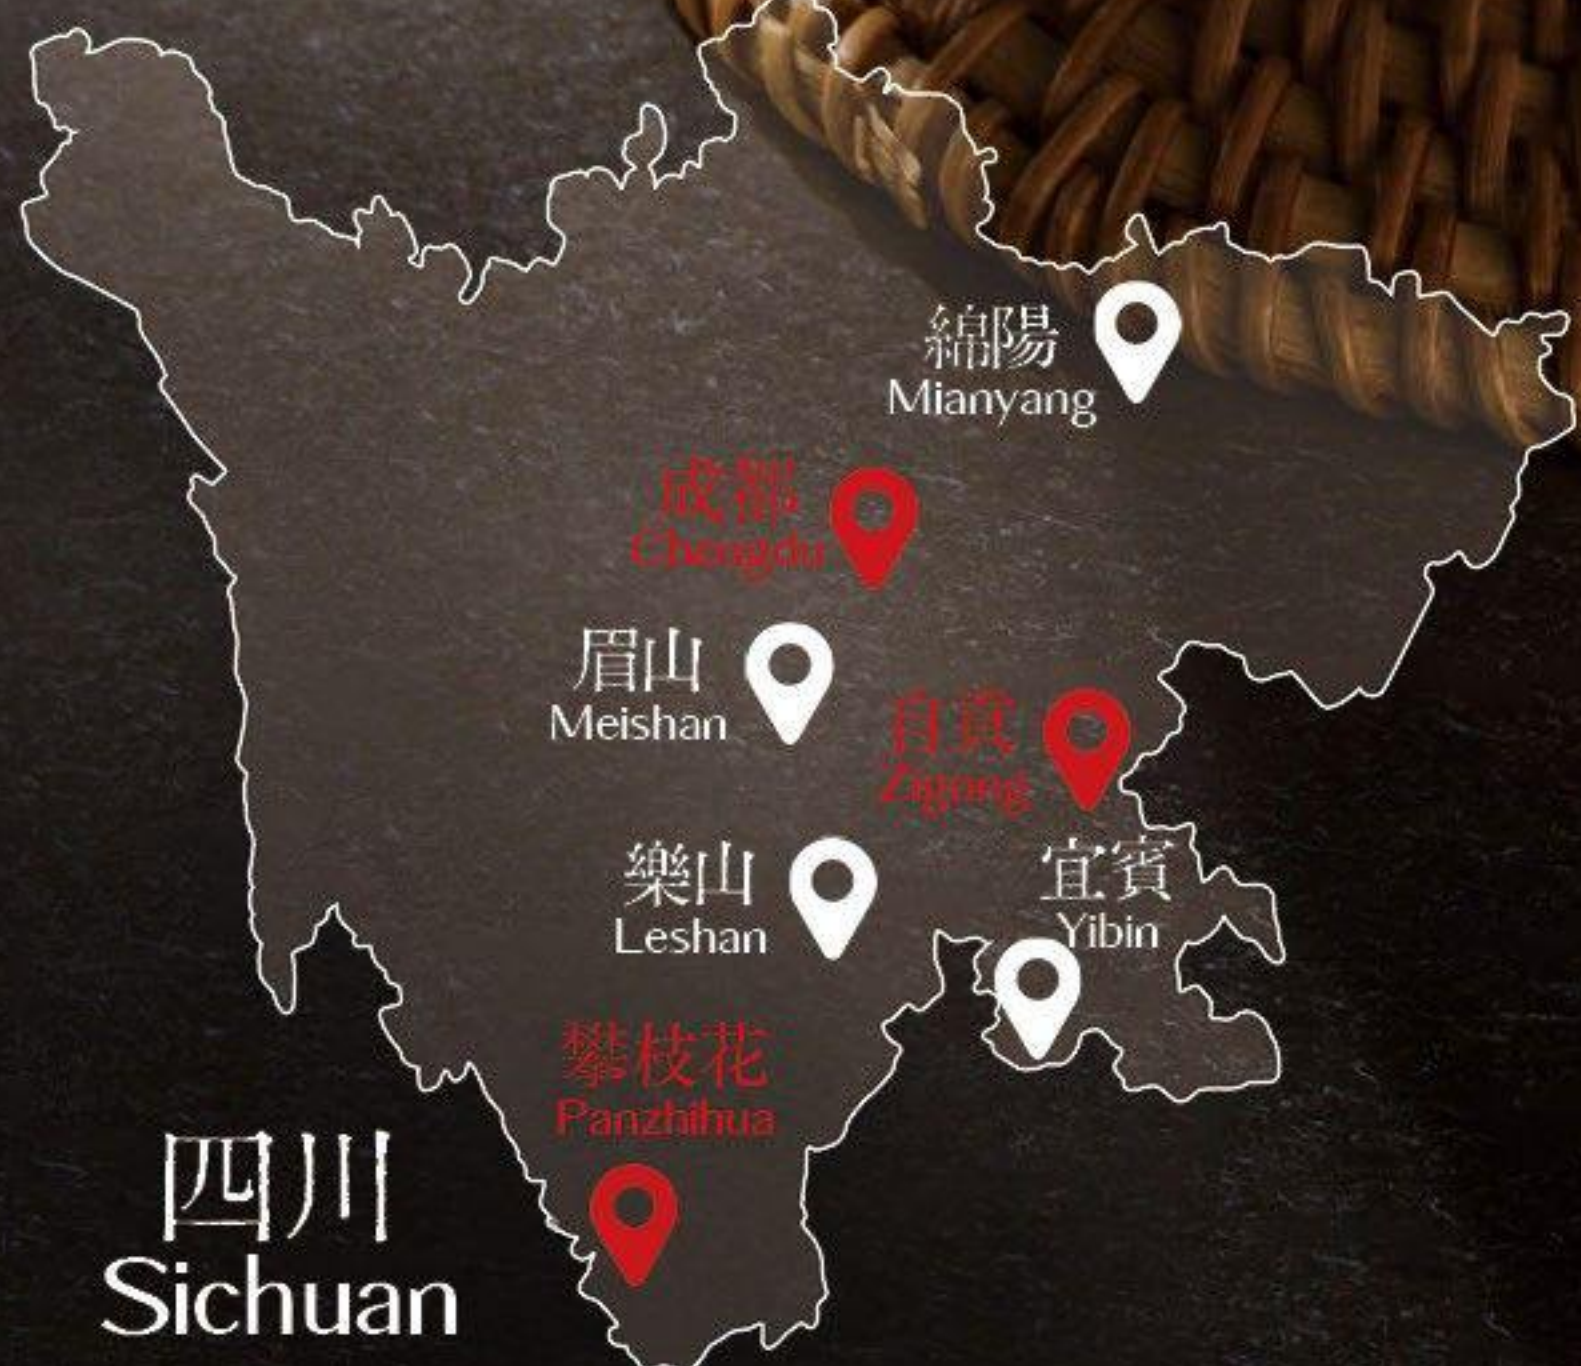 綿陽
Mianyang
成都
Chengdu
眉山
Meishan
自貢
Zigong
樂山
Leshan
宜賓
Yibin
攀枝花
Panzhihua
四川
Sichuan